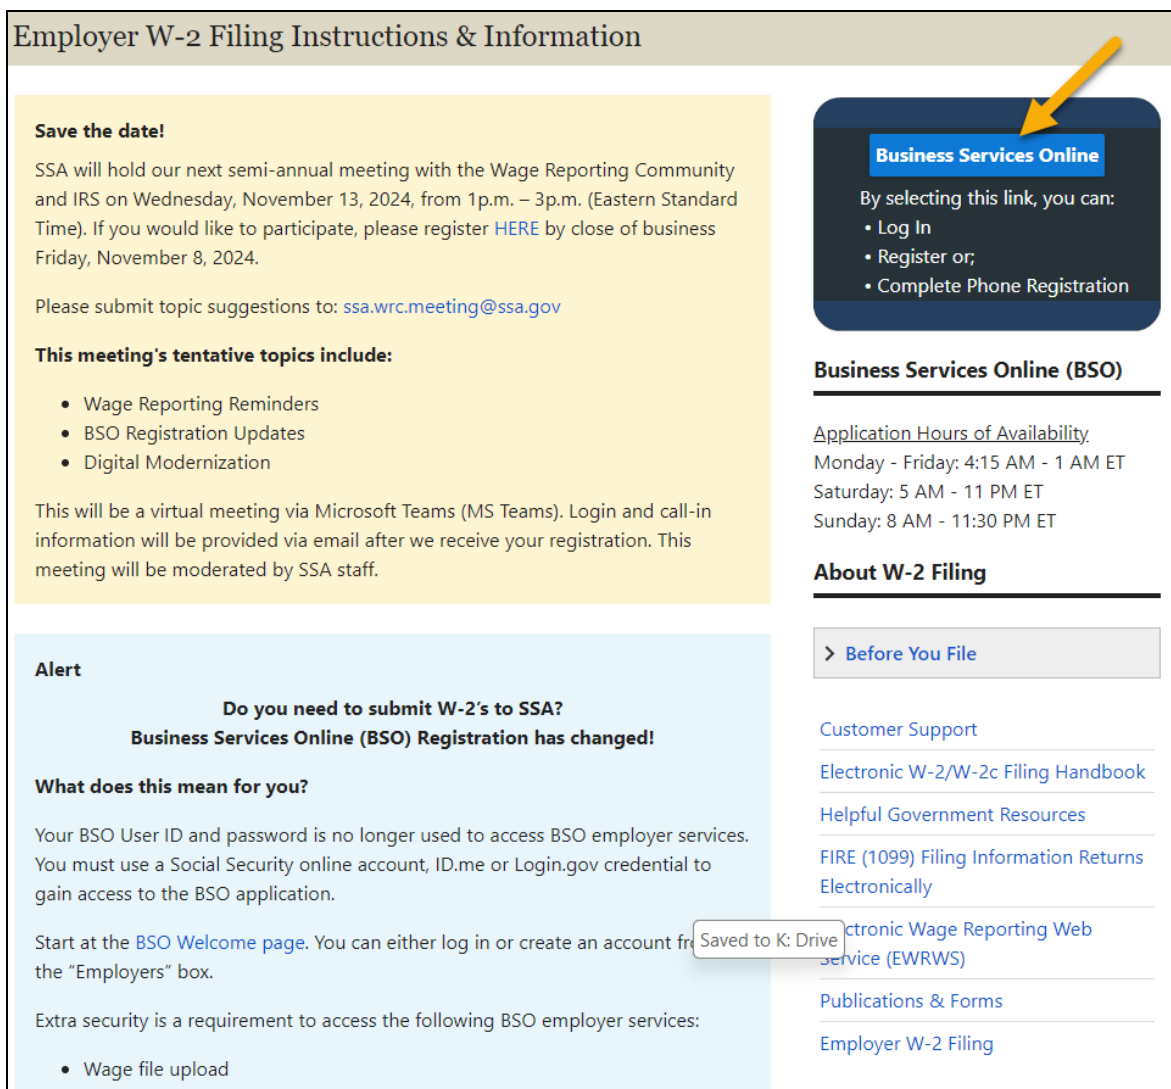 Employer W-2 Filing Instructions & Information
Save the date!
SSA will hold our next semi-annual meeting with the Wage Reporting Community
and IRS on Wednesday, November 13, 2024, from 1p.m. – 3p.m. (Eastern Standard
Time). If you would like to participate, please register HERE by close of business
Friday, November 8, 2024.
Please submit topic suggestions to: ssa.wrc.meeting@ssa.gov
This meeting's tentative topics include:
• Wage Reporting Reminders
• BSO Registration Updates
• Digital Modernization
This will be a virtual meeting via Microsoft Teams (MS Teams). Login and call-in
information will be provided via email after we receive your registration. This
meeting will be moderated by SSA staff.
Alert
Do you need to submit W-2's to SSA?
Business Services Online (BSO) Registration has changed!
What does this mean for you?
Your BSO User ID and password is no longer used to access BSO employer services.
You must use a Social Security online account, ID.me or Login.gov credential to
gain access to the BSO application.
Start at the BSO Welcome page. You can either log in or create an account
the “Employers” box.
Extra security is a requirement to access the following BSO employer services:
• Wage file upload
Saved to K: Drive
Business Services Online
By selecting this link, you can:
• Log In
• Register or;
• Complete Phone Registration
Business Services Online (BSO)
Application Hours of Availability
Monday - Friday: 4:15 AM - 1 AM ET
Saturday: 5 AM - 11 PM ET
Sunday: 8 AM - 11:30 PM ET
About W-2 Filing
Before You File
Customer Support
Electronic W-2/W-2c Filing Handbook
Helpful Government Resources
FIRE (1099) Filing Information Returns
Electronically
Wage Reporting Web
Service (EWRWS)
Publications & Forms
Employer W-2 Filing